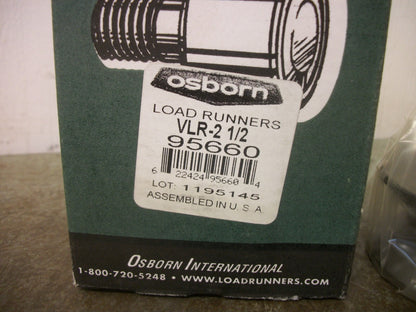 osborn
LOAD RUNNERS
VLR-2 1/2
95660
6 22424 95660 4
LOT: 1195145
ASSEMBLED IN U.S.A.
OSBORN INTERNATIONAL
1-800-720-5248 • WWW.LOADRUNNERS.COM